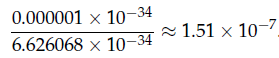 0.000001 × 10⁻³⁴
6.626068 × 10⁻³⁴ ≈ 1.51 × 10⁻⁷